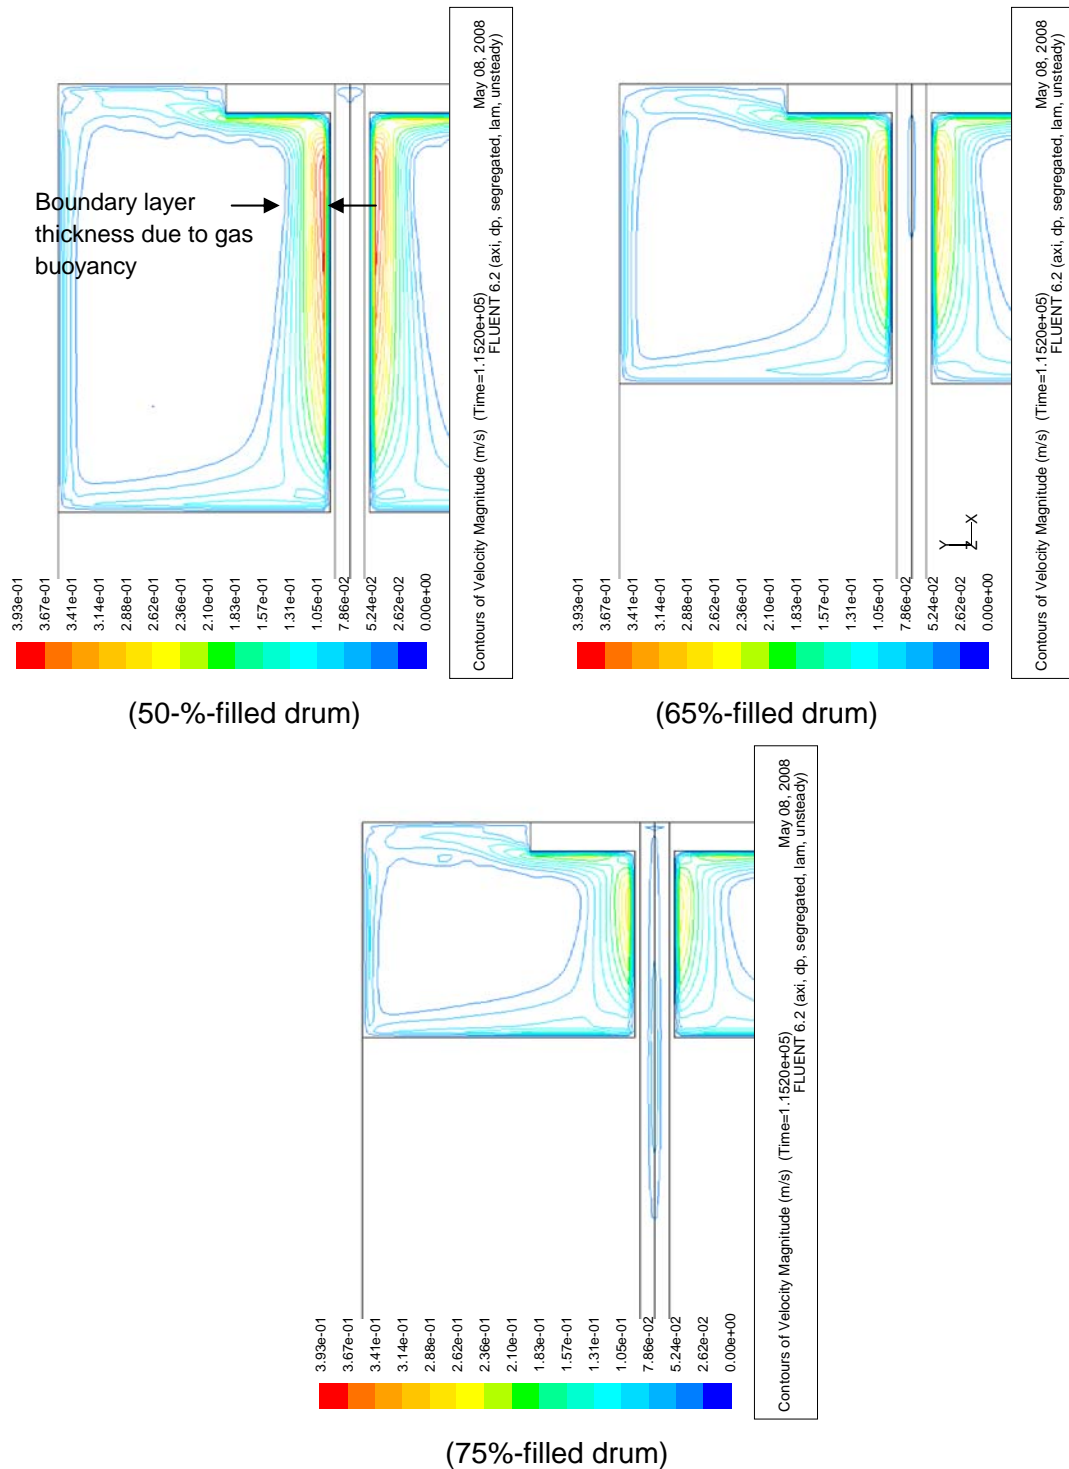 Boundary layer
thickness due to gas
buoyancy
3.93e-01
3.67e-01
3.41e-01
3.14e-01
2.88e-01
2.62e-01
2.36e-01
2.10e-01
1.83e-01
1.57e-01
1.31e-01
1.05e-01
7.86e-02
5.24e-02
2.62e-02
0.00e+00
Contours of Velocity Magnitude (m/s) (Time=1.1520e+05) May 08, 2008
FLUENT 6.2 (axi, dp, segregated, lam, unsteady)
(50-%-filled drum)
Y
Z
X
3.93e-01
3.67e-01
3.41e-01
3.14e-01
2.88e-01
2.62e-01
2.36e-01
2.10e-01
1.83e-01
1.57e-01
1.31e-01
1.05e-01
7.86e-02
5.24e-02
2.62e-02
0.00e+00
Contours of Velocity Magnitude (m/s) (Time=1.1520e+05) May 08, 2008
FLUENT 6.2 (axi, dp, segregated, lam, unsteady)
(65%-filled drum)
3.93e-01
3.67e-01
3.41e-01
3.14e-01
2.88e-01
2.62e-01
2.36e-01
2.10e-01
1.83e-01
1.57e-01
1.31e-01
1.05e-01
7.86e-02
5.24e-02
2.62e-02
0.00e+00
Contours of Velocity Magnitude (m/s) (Time=1.1520e+05) May 08, 2008
FLUENT 6.2 (axi, dp, segregated, lam, unsteady)
(75%-filled drum)